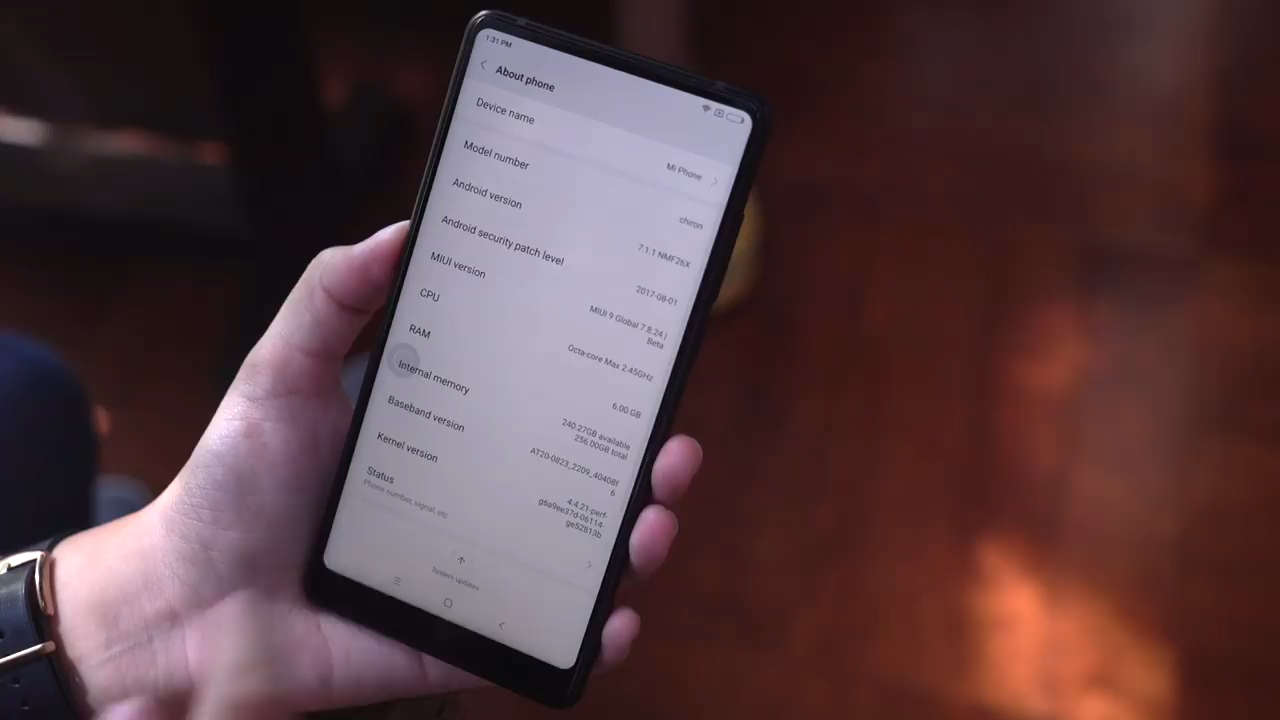 1:31 PM
About phone
Device name
Mi Phone
Model number
chiron
Android version
7.1.1 NMF26X
Android security patch level
2017-08-01
MIUI version
MIUI 9 Global 7.8.24 |
Beta
CPU
Octa-core Max 2.45GHz
RAM
6.00 GB
Internal memory
240.27GB available
256.00GB total
Baseband version
AT20-0823_2209_40408f
6
Kernel version
4.4.21-perf-
g6a9ee37d-06114-
ge52813b
Status
Phone number, signal, etc
System updates